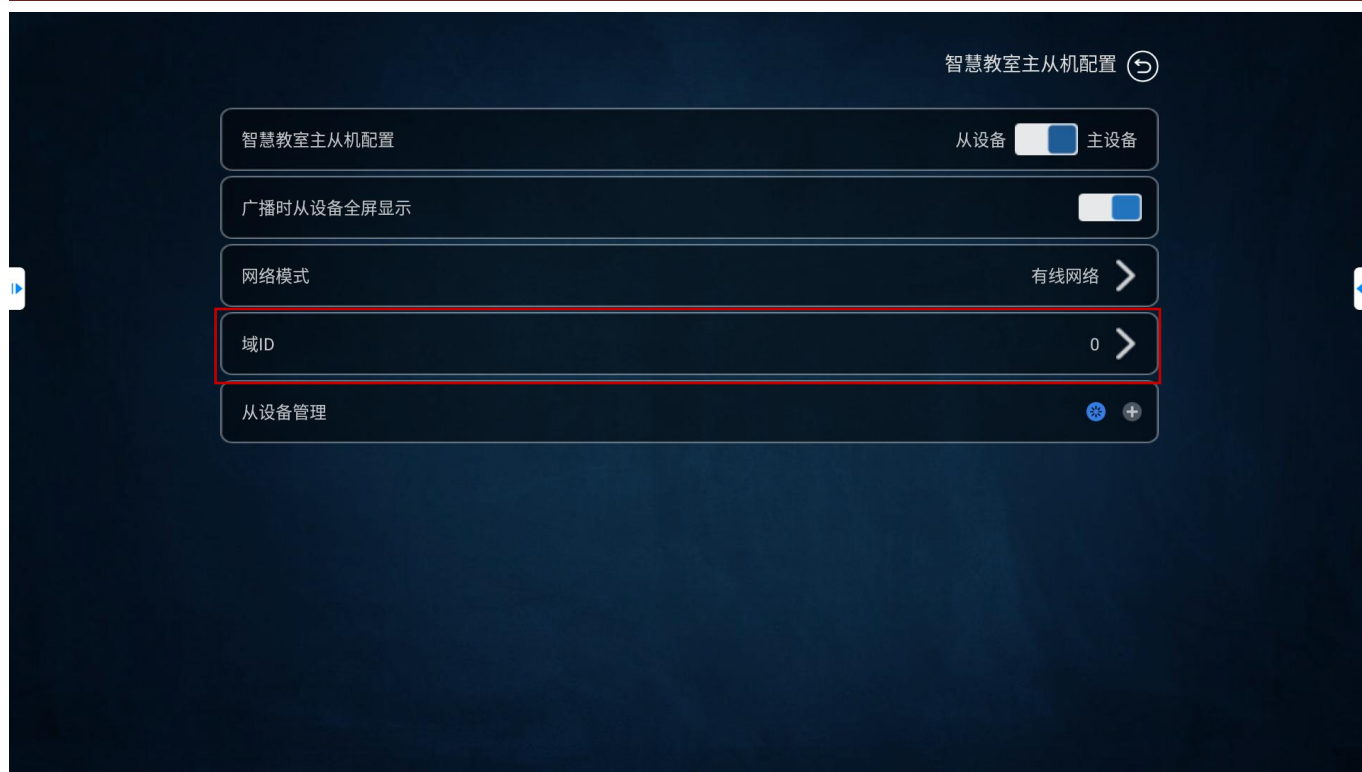 智慧教室主从机配置
智慧教室主从机配置 从设备 主设备
广播时从设备全屏显示
网络模式 有线网络
域ID 0
从设备管理